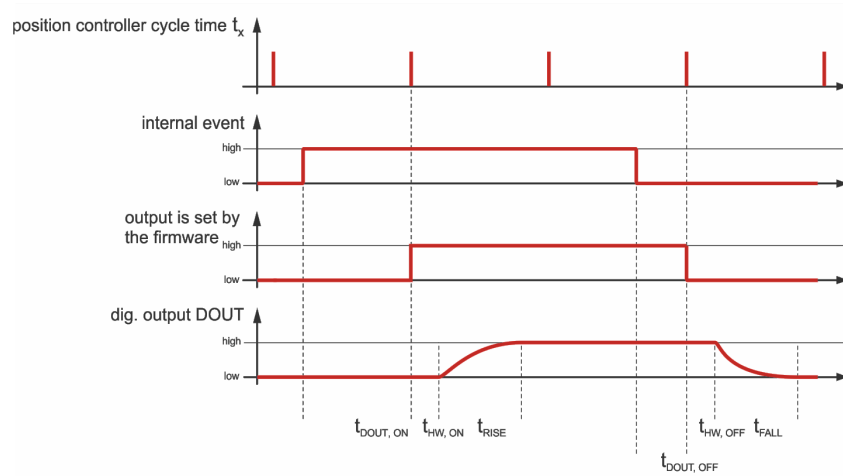 position controller cycle time tx
internal event
high
low
output is set by
the firmware
high
low
dig. output DOUT
high
low
tDOUT, ON tHW, ON tRISE tHW, OFF tFALL
tDOUT, OFF